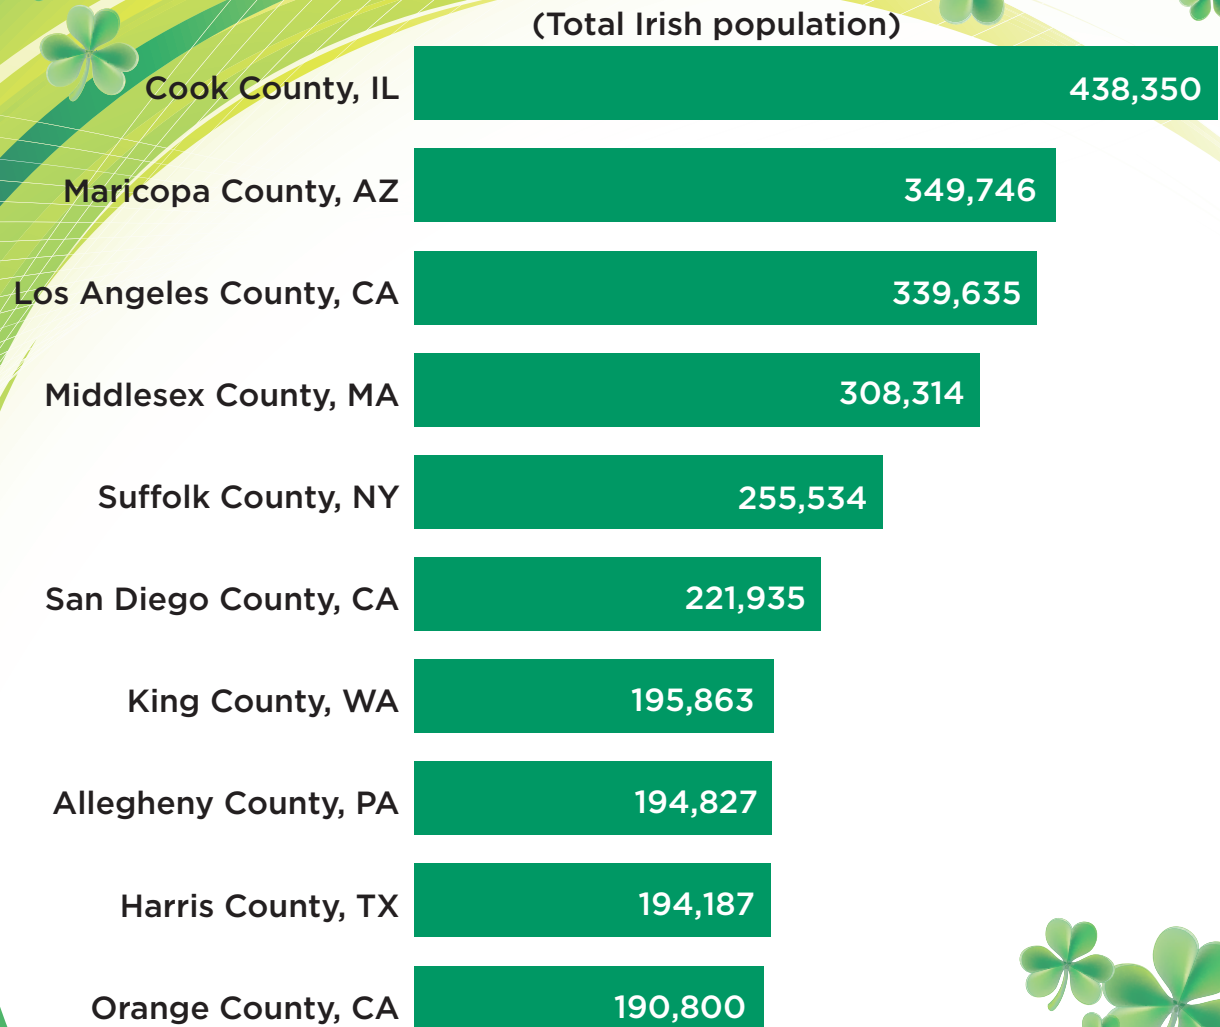 (Total Irish population)
Cook County, IL 438,350
Maricopa County, AZ 349,746
Los Angeles County, CA 339,635
Middlesex County, MA 308,314
Suffolk County, NY 255,534
San Diego County, CA 221,935
King County, WA 195,863
Allegheny County, PA 194,827
Harris County, TX 194,187
Orange County, CA 190,800